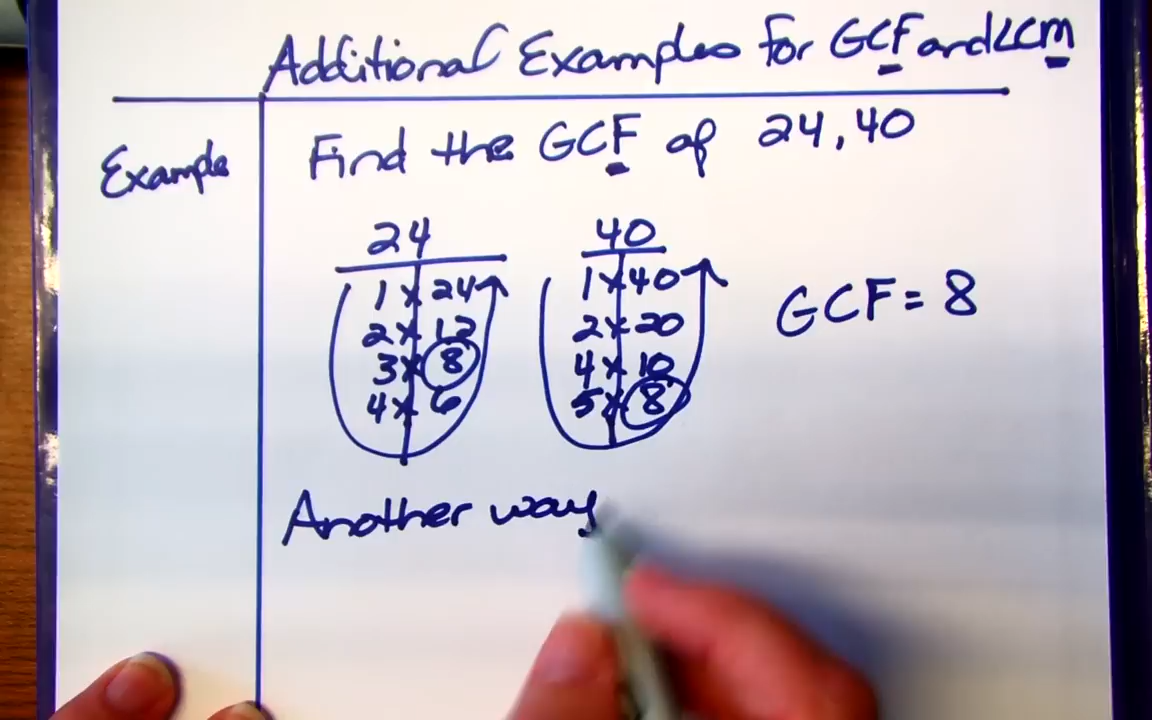 Additional Examples for GCF and LCM
Example
Find the GCF of 24, 40
24
1 x 24
2 x 12
3 x 8
4 x 6
40
1 x 40
2 x 20
4 x 10
5 x 8
GCF = 8
Another way